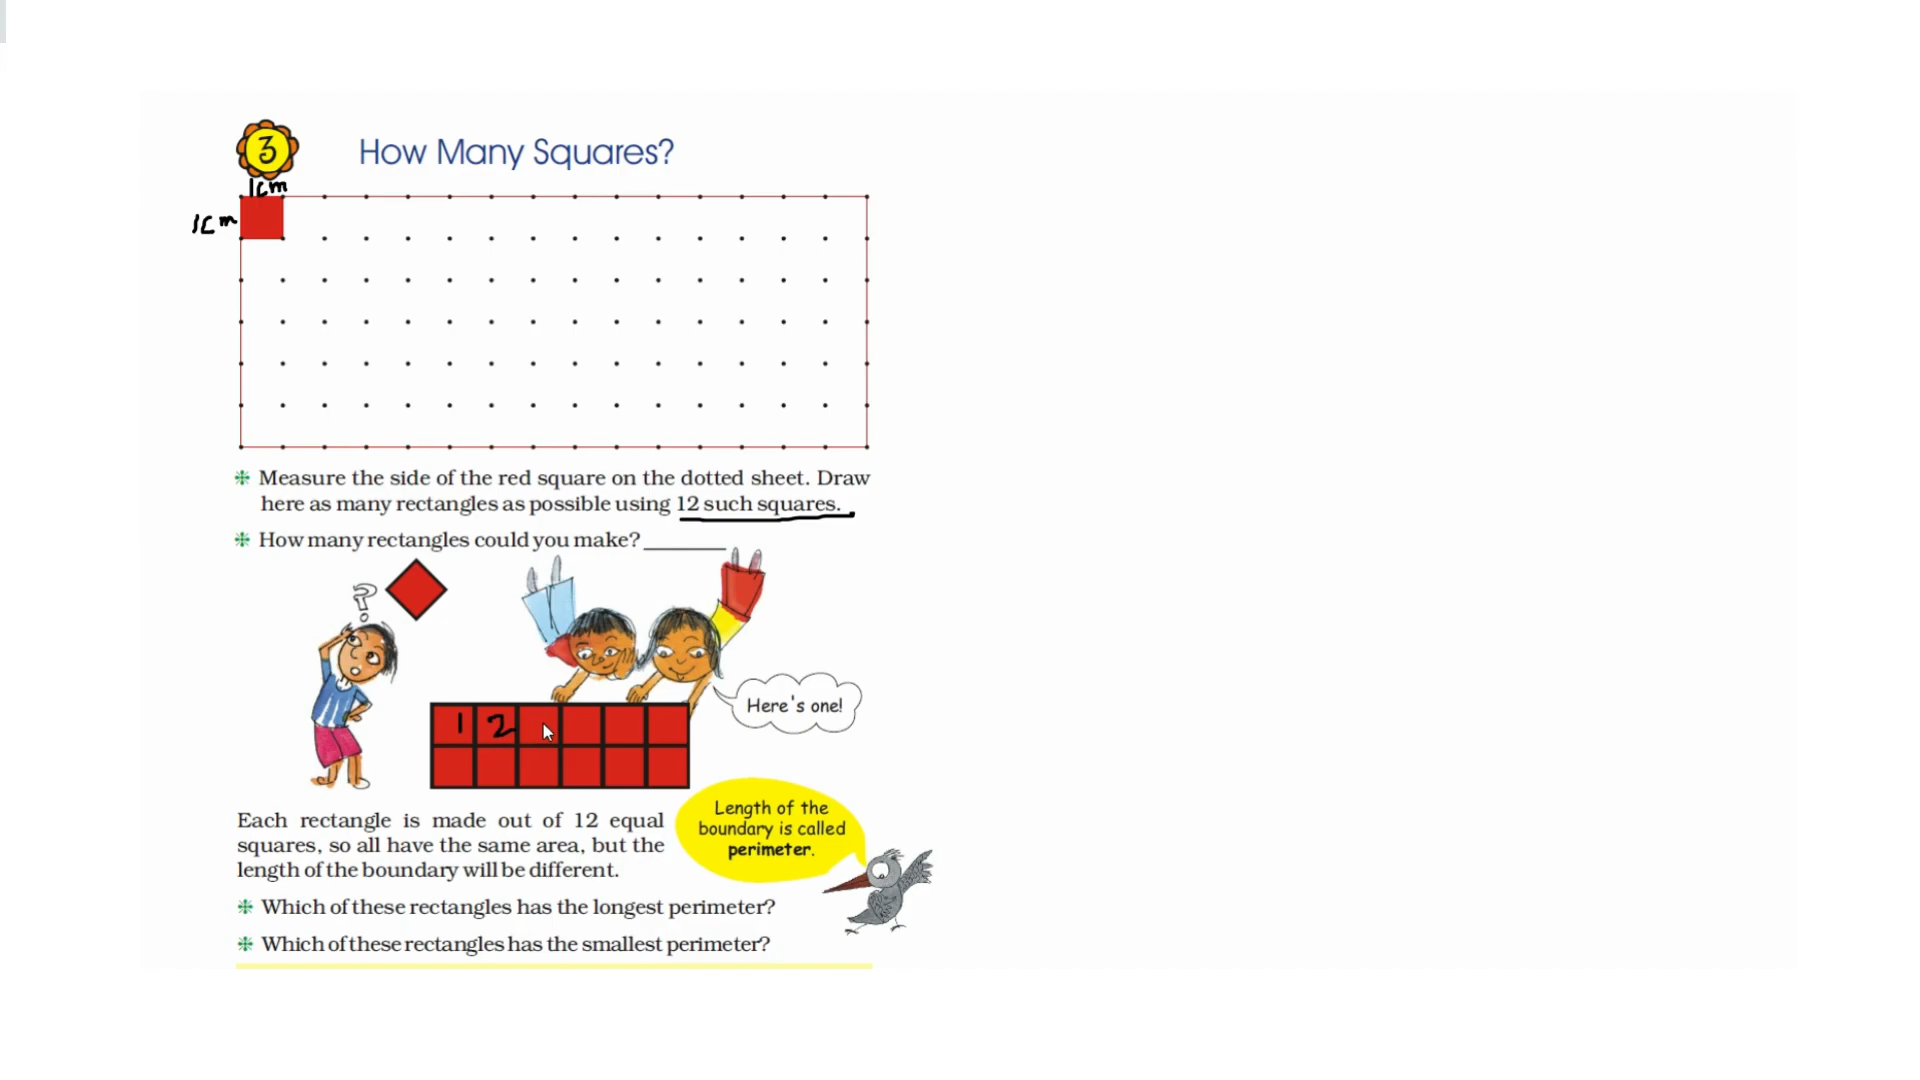 3
How Many Squares?
1cm
1cm
Measure the side of the red square on the dotted sheet. Draw
here as many rectangles as possible using 12 such squares.
How many rectangles could you make? ________
?
Here's one!
1 2
Length of the
boundary is called
perimeter.
Each rectangle is made out of 12 equal
squares, so all have the same area, but the
length of the boundary will be different.
Which of these rectangles has the longest perimeter?
Which of these rectangles has the smallest perimeter?